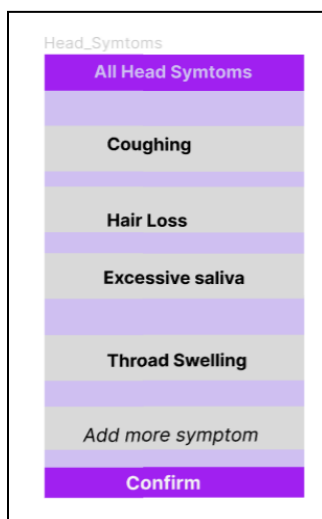 Head_Symtoms
All Head Symtoms
Coughing
Hair Loss
Excessive saliva
Throad Swelling
Add more symptom
Confirm